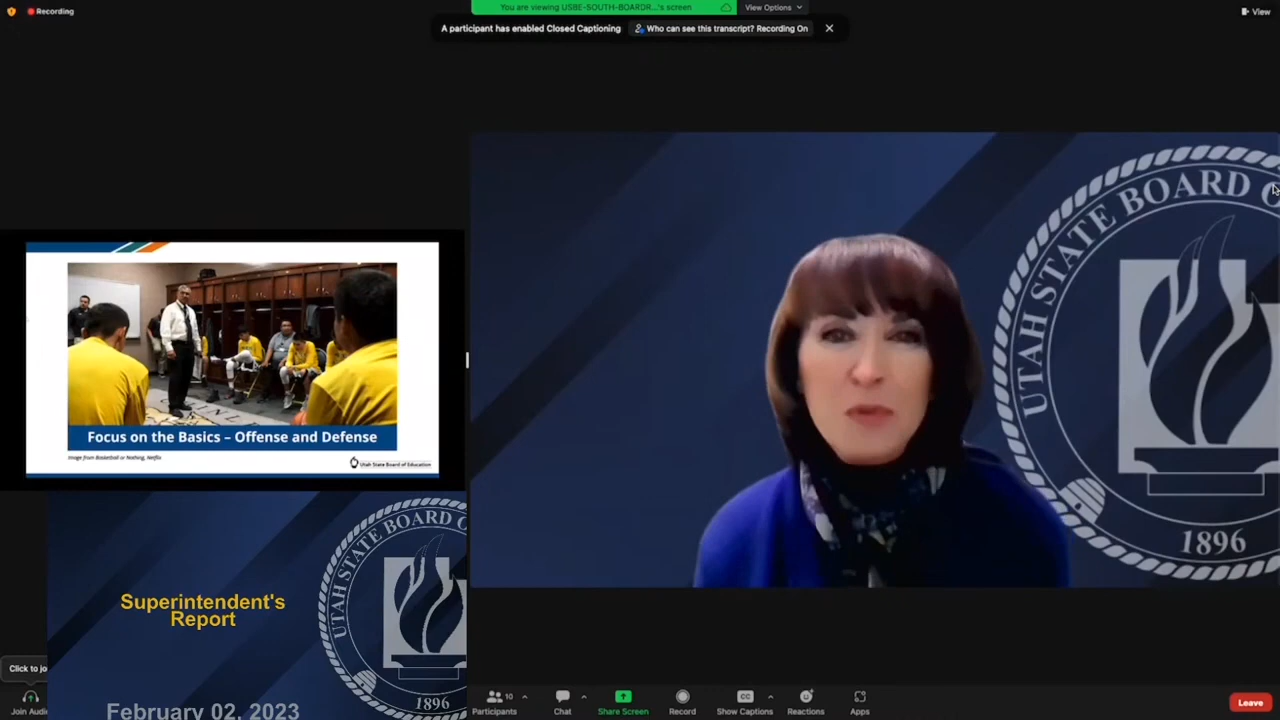 Recording
You are viewing USBE-SOUTH-BOARDR...'s screen
View Options
View
A participant has enabled Closed Captioning
Who can see this transcript? Recording On
UTAH STATE BOARD O
1896
Focus on the Basics – Offense and Defense
Image from Basketball or Nothing, Netflix
Utah State Board of Education
Superintendent's
Report
February 02, 2023
UTAH STATE BOARD O
1896
Click to jo
Join Audi
Participants
10
Chat
Share Screen
Record
CC
Show Captions
Reactions
Apps
Leave